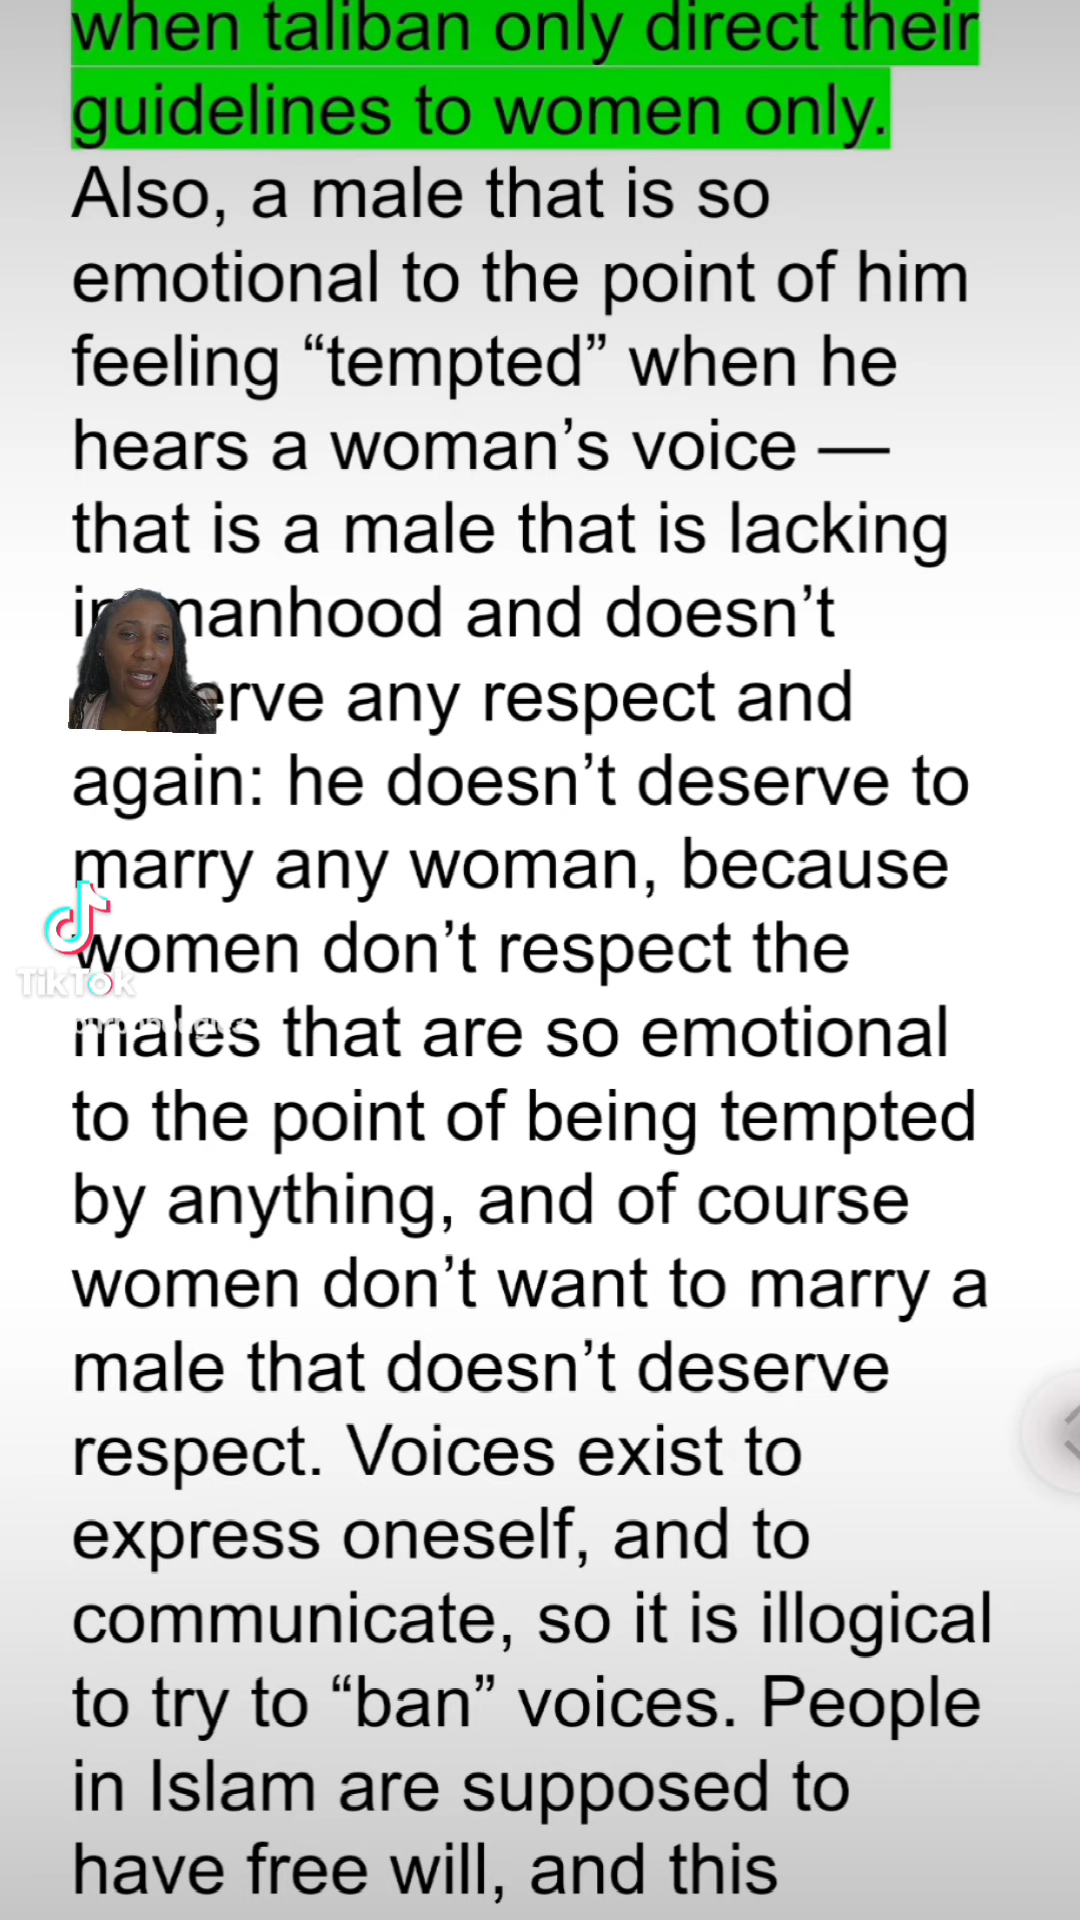 when taliban only direct their
guidelines to women only.
Also, a male that is so
emotional to the point of him
feeling “tempted” when he
hears a woman’s voice —
that is a male that is lacking
manhood and doesn’t
any respect and
again: he doesn’t deserve to
marry any woman, because
women don’t respect the
TikTok
males that are so emotional
to the point of being tempted
by anything, and of course
women don’t want to marry a
male that doesn’t deserve
respect. Voices exist to
express oneself, and to
communicate, so it is illogical
to try to “ban” voices. People
in Islam are supposed to
have free will, and this